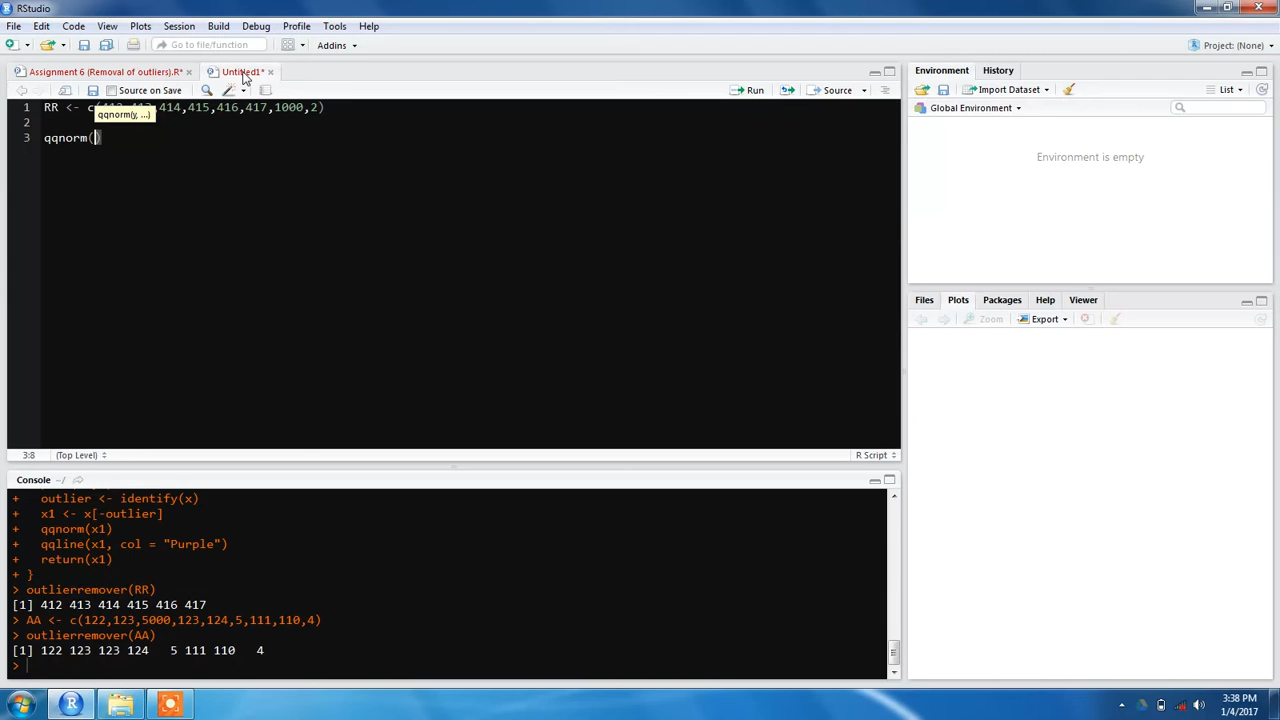 RStudio
File Edit Code View Plots Session Build Debug Profile Tools Help
Go to file/function Addins Project: (None)
Assignment 6 (Removal of outliers).R* Untitled1*
Source on Save Run Source
1 RR <- c(412,413,414,415,416,417,1000,2)
qqnorm(y, ...)
2
3 qqnorm()
3:8 (Top Level) R Script
Console ~/
+ outlier <- identify(x)
+ x1 <- x[-outlier]
+ qqnorm(x1)
+ qqline(x1, col = "Purple")
+ return(x1)
+ }
> outlierremover(RR)
[1] 412 413 414 415 416 417
> AA <- c(122,123,5000,123,124,5,111,110,4)
> outlierremover(AA)
[1] 122 123 123 124 5 111 110 4
>
Environment History
Import Dataset List
Global Environment
Environment is empty
Files Plots Packages Help Viewer
Zoom Export
3:38 PM
1/4/2017